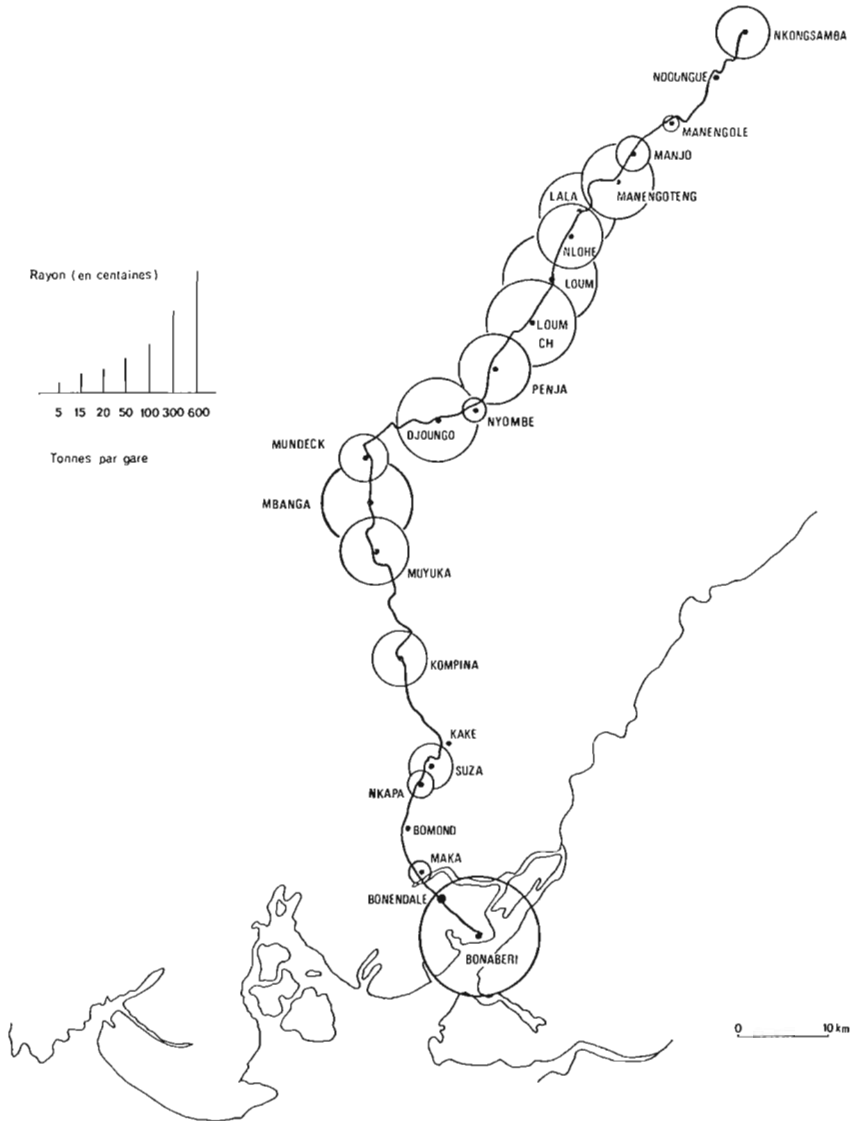 NKONGSAMBA
NDOUNGUE
MANENGOLE
MANJO
LALA
MANENGOTENG
NLOHE
Rayon (en centaines)
LOUM
LOUM
CH
PENJA
5 15 20 50 100 300 600
NYOMBE
DJOUNGO
MUNDECK
Tonnes par gare
MBANGA
MUYUKA
KOMPINA
KAKE
SUZA
NKAPA
BOMONO
MAKA
BONENDALE
BONABERI
0 10 km